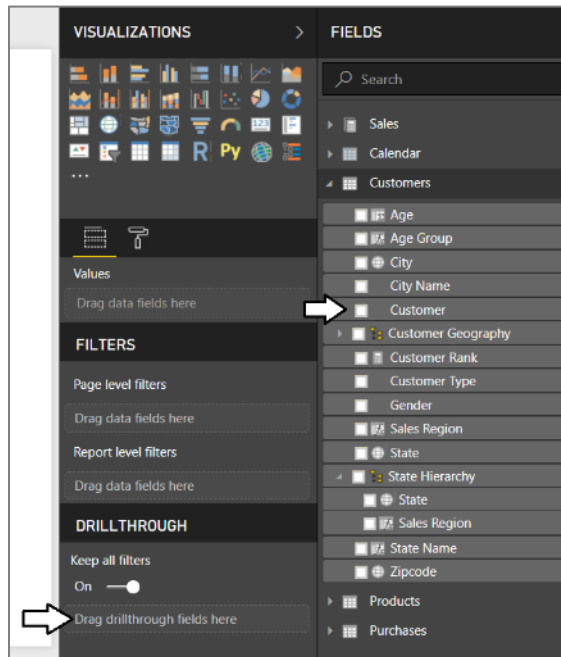 VISUALIZATIONS
>
R
Py
123
...
Values
Drag data fields here
FILTERS
Page level filters
Drag data fields here
Report level filters
Drag data fields here
DRILLTHROUGH
Keep all filters
On
Drag drillthrough fields here
FIELDS
Search
Sales
Calendar
Customers
Age
Age Group
City
City Name
Customer
Customer Geography
Customer Rank
Customer Type
Gender
Sales Region
State
State Hierarchy
State
Sales Region
State Name
Zipcode
Products
Purchases